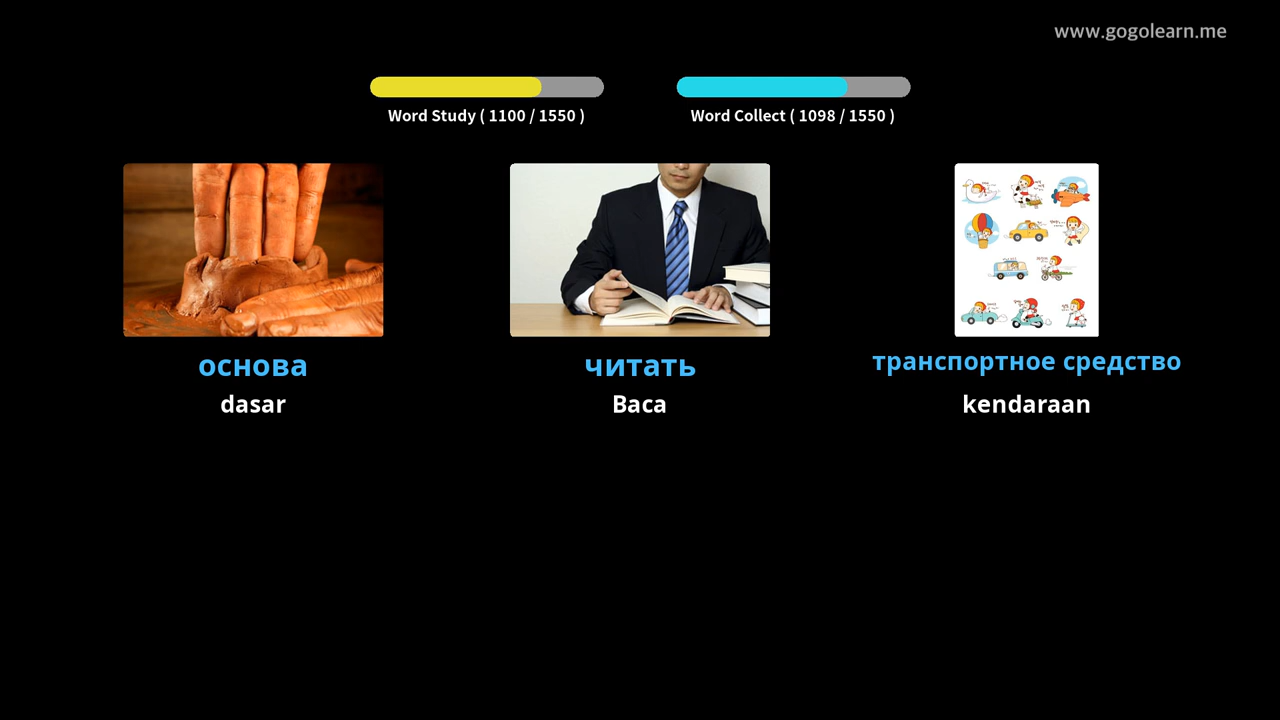 www.gogolearn.me
Word Study ( 1100 / 1550 )
Word Collect ( 1098 / 1550 )
основа
читать
транспортное средство
dasar
Baca
kendaraan